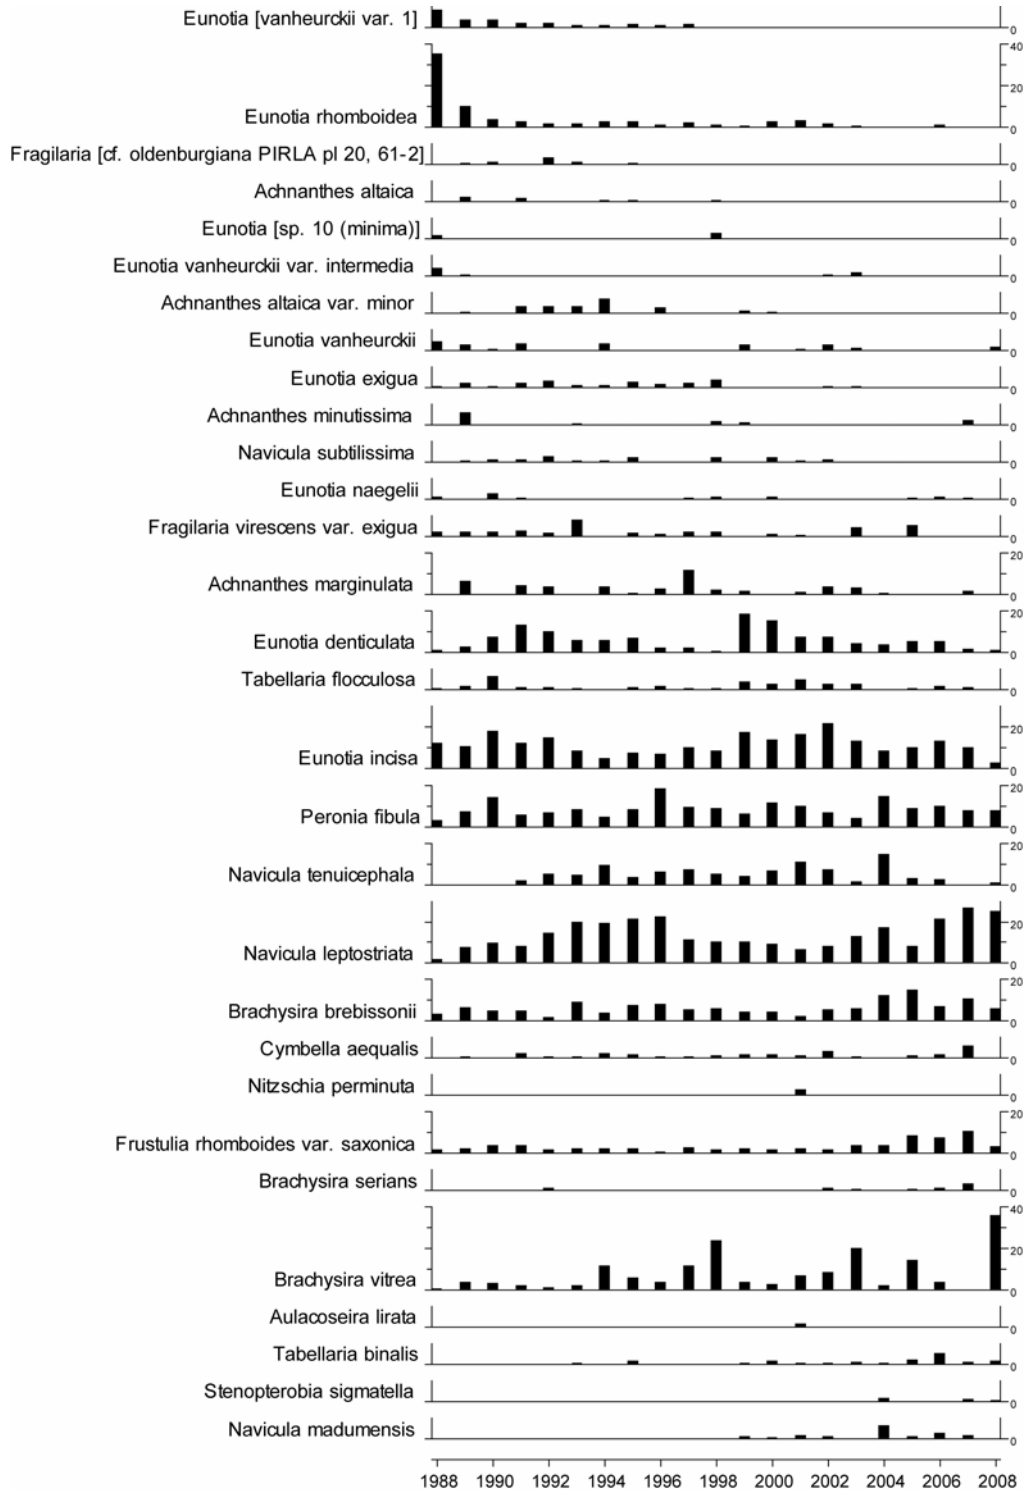 Eunotia [vanheurckii var. 1]
0
40
20
Eunotia rhomboidea
0
Fragilaria [cf. oldenburgiana PIRLA pl 20, 61-2]
0
Achnanthes altaica
0
Eunotia [sp. 10 (minima)]
0
Eunotia vanheurckii var. intermedia
0
Achnanthes altaica var. minor
0
Eunotia vanheurckii
0
Eunotia exigua
0
Achnanthes minutissima
0
Navicula subtilissima
0
Eunotia naegelii
0
Fragilaria virescens var. exigua
0
20
Achnanthes marginulata
0
20
Eunotia denticulata
0
Tabellaria flocculosa
0
20
Eunotia incisa
0
20
Peronia fibula
0
20
Navicula tenuicephala
0
20
Navicula leptostriata
0
20
Brachysira brebissonii
0
Cymbella aequalis
0
Nitzschia perminuta
0
20
Frustulia rhomboides var. saxonica
0
Brachysira serians
0
40
20
Brachysira vitrea
0
Aulacoseira lirata
0
Tabellaria binalis
0
Stenopterobia sigmatella
0
Navicula madumensis
0
1988 1990 1992 1994 1996 1998 2000 2002 2004 2006 2008